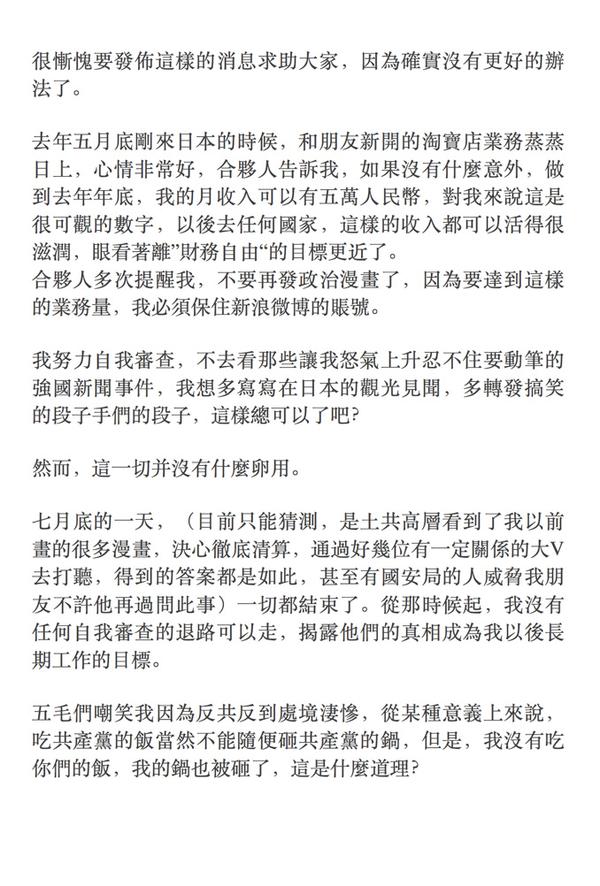 很慚愧要發佈這樣的消息求助大家，因為確實沒有更好的辦
法了。
去年五月底剛來日本的時候，和朋友新開的淘寶店業務蒸蒸
日上，心情非常好，合夥人告訴我，如果沒有什麼意外，做
到去年年底，我的月收入可以有五萬人民幣，對我來說這是
很可觀的數字，以後去任何國家，這樣的收入都可以活得很
滋潤，眼看著離”財務自由“的目標更近了。
合夥人多次提醒我，不要再發政治漫畫了，因為要達到這樣
的業務量，我必須保住新浪微博的賬號。
我努力自我審查，不去看那些讓我怒氣上升忍不住要動筆的
強國新聞事件，我想多寫寫在日本的觀光見聞，多轉發搞笑
的段子手們的段子，這樣總可以了吧?
然而，這一切并沒有什麼卵用。
七月底的一天，（目前只能猜測，是土共高層看到了我以前
畫的很多漫畫，決心徹底清算，通過好幾位有一定關係的大V
去打聽，得到的答案都是如此，甚至有國安局的人威脅我朋
友不許他再過問此事）一切都結束了。從那時候起，我沒有
任何自我審查的退路可以走，揭露他們的真相成為我以後長
期工作的目標。
五毛們嘲笑我因為反共反到處境淒慘，從某種意義上來說，
吃共產黨的飯當然不能隨便砸共產黨的鍋，但是，我沒有吃
你們的飯，我的鍋也被砸了，這是什麼道理?